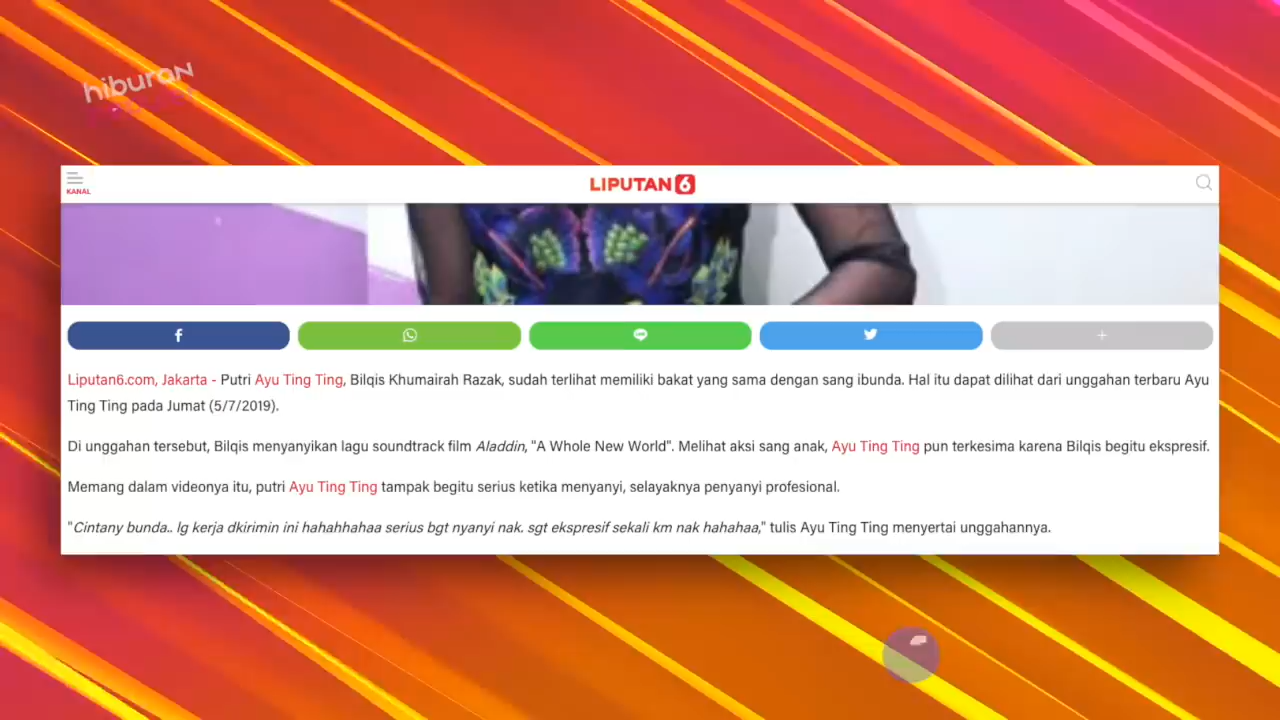 hiburan
KANAL
LIPUTAN 6
Liputan6.com, Jakarta - Putri Ayu Ting Ting, Bilqis Khumairah Razak, sudah terlihat memiliki bakat yang sama dengan sang ibunda. Hal itu dapat dilihat dari unggahan terbaru Ayu
Ting Ting pada Jumat (5/7/2019).
Di unggahan tersebut, Bilqis menyanyikan lagu soundtrack film Aladdin, "A Whole New World". Melihat aksi sang anak, Ayu Ting Ting pun terkesima karena Bilqis begitu ekspresif.
Memang dalam videonya itu, putri Ayu Ting Ting tampak begitu serius ketika menyanyi, selayaknya penyanyi profesional.
"Cintany bunda.. lg kerja dkirimin ini hahahhahaa serius bgt nyanyi nak. sgt ekspresif sekali km nak hahahaa," tulis Ayu Ting Ting menyertai unggahannya.